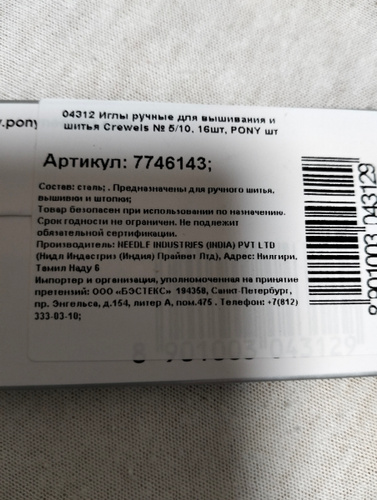 04312 Иглы ручные для вышивания и
шитья Crewels № 5/10, 16шт, PONY шт
.pony
Артикул: 7746143;
Состав: сталь; . Предназначены для ручного шитья,
вышивки и штопки;
Товар безопасен при использовании по назначению.
Срок годности не ограничен. Не подлежит
обязательной сертификации.
Производитель: NEEDLE INDUSTRIES (INDIA) PVT LTD
(Нидл Индастриз (Индия) Прайвет Лтд), Адрес: Нилгири,
Тамил Наду 6
Импортер и организация, уполномоченная на принятие
претензий: ООО «БЭСТЕКС» 194358, Санкт-Петербург,
пр. Энгельса, д.154, литер А, пом.475 . Телефон: +7(812)
333-03-10;
8 901003 043129
8 901003 043129